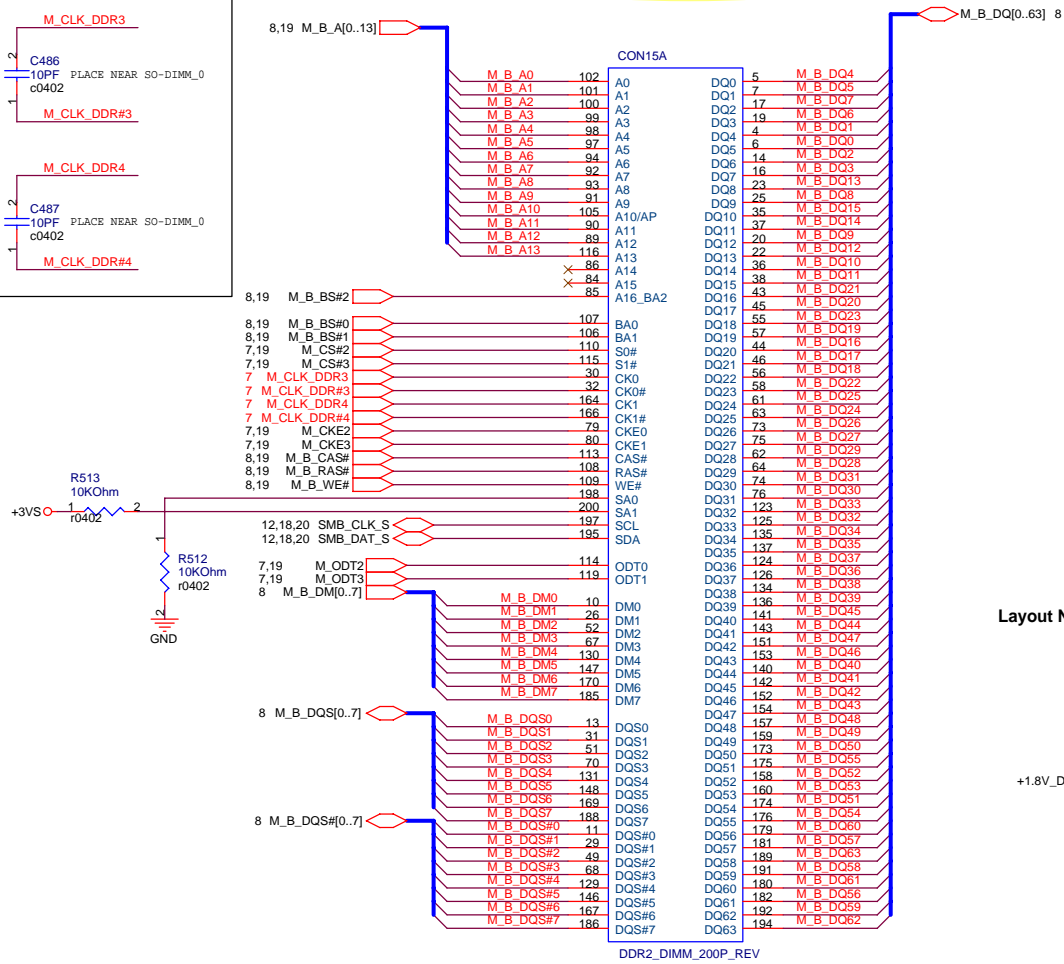 M_CLK_DDR3
2
C486
10PF PLACE NEAR SO-DIMM_0
c0402
1
M_CLK_DDR#3
M_CLK_DDR4
2
C487
10PF PLACE NEAR SO-DIMM_0
c0402
1
M_CLK_DDR#4
8,19 M_B_A[0..13]
M_B_DQ[0..63] 8
CON15A
M_B_A0 102 A0
M_B_A1 101 A1
M_B_A2 100 A2
M_B_A3 99 A3
M_B_A4 98 A4
M_B_A5 97 A5
M_B_A6 94 A6
M_B_A7 92 A7
M_B_A8 93 A8
M_B_A9 91 A9
M_B_A10 105 A10/AP
M_B_A11 90 A11
M_B_A12 89 A12
M_B_A13 116 A13
86 A14
84 A15
8,19 M_B_BS#2 85 A16_BA2
8,19 M_B_BS#0 107 BA0
8,19 M_B_BS#1 106 BA1
7,19 M_CS#2 110 S0#
7,19 M_CS#3 115 S1#
7 M_CLK_DDR3 30 CK0
7 M_CLK_DDR#3 32 CK0#
7 M_CLK_DDR4 164 CK1
7 M_CLK_DDR#4 166 CK1#
7,19 M_CKE2 79 CKE0
7,19 M_CKE3 80 CKE1
8,19 M_B_CAS# 113 CAS#
8,19 M_B_RAS# 108 RAS#
8,19 M_B_WE# 109 WE#
198 SA0
200 SA1
12,18,20 SMB_CLK_S 197 SCL
12,18,20 SMB_DAT_S 195 SDA
R513
10KOhm
+3VS 1 2
r0402
1
R512
10KOhm
r0402
2
GND
7,19 M_ODT2 114 ODT0
7,19 M_ODT3 119 ODT1
8 M_B_DM[0..7]
M_B_DM0 10 DM0
M_B_DM1 26 DM1
M_B_DM2 52 DM2
M_B_DM3 67 DM3
M_B_DM4 130 DM4
M_B_DM5 147 DM5
M_B_DM6 170 DM6
M_B_DM7 185 DM7
8 M_B_DQS[0..7]
M_B_DQS0 13 DQS0
M_B_DQS1 31 DQS1
M_B_DQS2 51 DQS2
M_B_DQS3 70 DQS3
M_B_DQS4 131 DQS4
M_B_DQS5 148 DQS5
M_B_DQS6 169 DQS6
M_B_DQS7 188 DQS7
8 M_B_DQS#[0..7]
M_B_DQS#0 11 DQS#0
M_B_DQS#1 29 DQS#1
M_B_DQS#2 49 DQS#2
M_B_DQS#3 68 DQS#3
M_B_DQS#4 129 DQS#4
M_B_DQS#5 146 DQS#5
M_B_DQS#6 167 DQS#6
M_B_DQS#7 186 DQS#7
DQ0 5 M_B_DQ4
DQ1 7 M_B_DQ5
DQ2 17 M_B_DQ7
DQ3 19 M_B_DQ6
DQ4 4 M_B_DQ1
DQ5 6 M_B_DQ0
DQ6 14 M_B_DQ2
DQ7 16 M_B_DQ3
DQ8 23 M_B_DQ13
DQ9 25 M_B_DQ8
DQ10 35 M_B_DQ15
DQ11 37 M_B_DQ14
DQ12 20 M_B_DQ9
DQ13 22 M_B_DQ12
DQ14 36 M_B_DQ10
DQ15 38 M_B_DQ11
DQ16 43 M_B_DQ21
DQ17 45 M_B_DQ20
DQ18 55 M_B_DQ23
DQ19 57 M_B_DQ19
DQ20 44 M_B_DQ16
DQ21 46 M_B_DQ17
DQ22 56 M_B_DQ18
DQ23 58 M_B_DQ22
DQ24 61 M_B_DQ25
DQ25 63 M_B_DQ24
DQ26 73 M_B_DQ26
DQ27 75 M_B_DQ27
DQ28 62 M_B_DQ29
DQ29 64 M_B_DQ28
DQ30 74 M_B_DQ31
DQ31 76 M_B_DQ30
DQ32 123 M_B_DQ33
DQ33 125 M_B_DQ32
DQ34 135 M_B_DQ34
DQ35 137 M_B_DQ35
DQ36 124 M_B_DQ37
DQ37 126 M_B_DQ36
DQ38 134 M_B_DQ38
DQ39 136 M_B_DQ39
DQ40 141 M_B_DQ45
DQ41 143 M_B_DQ44
DQ42 151 M_B_DQ47
DQ43 153 M_B_DQ46
DQ44 140 M_B_DQ40
DQ45 142 M_B_DQ41
DQ46 152 M_B_DQ42
DQ47 154 M_B_DQ43
DQ48 157 M_B_DQ48
DQ49 159 M_B_DQ49
DQ50 173 M_B_DQ50
DQ51 175 M_B_DQ55
DQ52 158 M_B_DQ52
DQ53 160 M_B_DQ53
DQ54 174 M_B_DQ51
DQ55 176 M_B_DQ54
DQ56 179 M_B_DQ60
DQ57 181 M_B_DQ57
DQ58 189 M_B_DQ63
DQ59 191 M_B_DQ58
DQ60 180 M_B_DQ61
DQ61 182 M_B_DQ56
DQ62 192 M_B_DQ59
DQ63 194 M_B_DQ62
DDR2_DIMM_200P_REV
Layout N
+1.8V_D